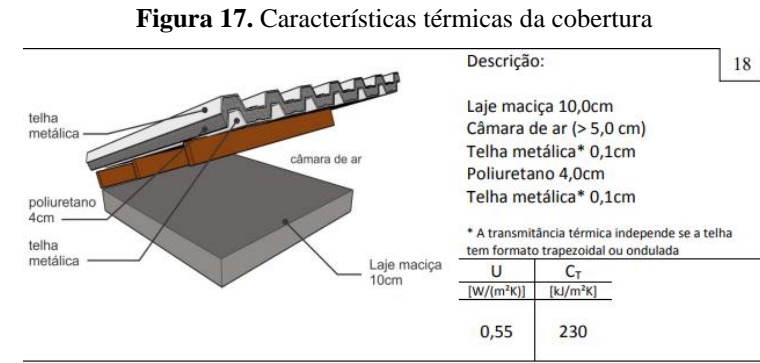 Figura 17. Características térmicas da cobertura
telha
metálica
câmara de ar
poliuretano
4cm
telha
metálica
Laje maciça
10cm
Descrição:
18
Laje maciça 10,0cm
Câmara de ar (> 5,0 cm)
Telha metálica* 0,1cm
Poliuretano 4,0cm
Telha metálica* 0,1cm
* A transmitância térmica independe se a telha
tem formato trapezoidal ou ondulada
U C_T
[W/(m²K)] [kJ/m²K]
0,55 230